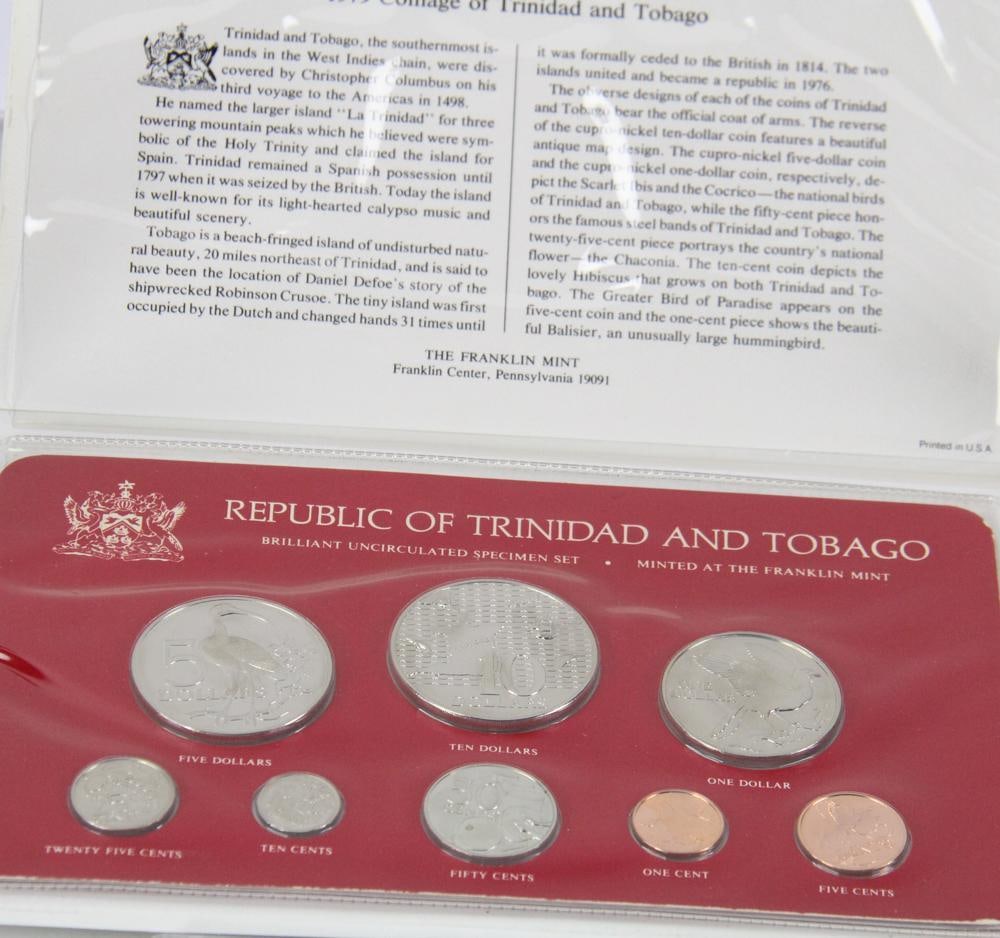 1979 Coinage of Trinidad and Tobago
Trinidad and Tobago, the southernmost is-
lands in the West Indies chain, were dis-
covered by Christopher Columbus on his
third voyage to the Americas in 1498.
He named the larger island "La Trinidad" for three
towering mountain peaks which he believed were sym-
bolic of the Holy Trinity and claimed the island for
Spain. Trinidad remained a Spanish possession until
1797 when it was seized by the British. Today the island
is well-known for its light-hearted calypso music and
beautiful scenery.
Tobago is a beach-fringed island of undisturbed natu-
ral beauty, 20 miles northeast of Trinidad, and is said to
have been the location of Daniel Defoe's story of the
shipwrecked Robinson Crusoe. The tiny island was first
occupied by the Dutch and changed hands 31 times until
it was formally ceded to the British in 1814. The two
islands united and became a republic in 1976.
The obverse designs of each of the coins of Trinidad
and Tobago bear the official coat of arms. The reverse
of the cupro-nickel ten-dollar coin features a beautiful
antique map design. The cupro-nickel five-dollar coin
and the cupro-nickel one-dollar coin, respectively, de-
pict the Scarlet Ibis and the Cocrico—the national birds
of Trinidad and Tobago, while the fifty-cent piece hon-
ors the famous steel bands of Trinidad and Tobago. The
twenty-five-cent piece portrays the country's national
flower—the Chaconia. The ten-cent coin depicts the
lovely Hibiscus that grows on both Trinidad and To-
bago. The Greater Bird of Paradise appears on the
five-cent coin and the one-cent piece shows the beauti-
ful Balisier, an unusually large hummingbird.
THE FRANKLIN MINT
Franklin Center, Pennsylvania 19091
Printed in U.S.A.
REPUBLIC OF TRINIDAD AND TOBAGO
BRILLIANT UNCIRCULATED SPECIMEN SET • MINTED AT THE FRANKLIN MINT
5
DOLLARS
10
DOLLARS
DOLLAR
FIVE DOLLARS
TEN DOLLARS
ONE DOLLAR
50
TWENTY FIVE CENTS
TEN CENTS
FIFTY CENTS
ONE CENT
FIVE CENTS